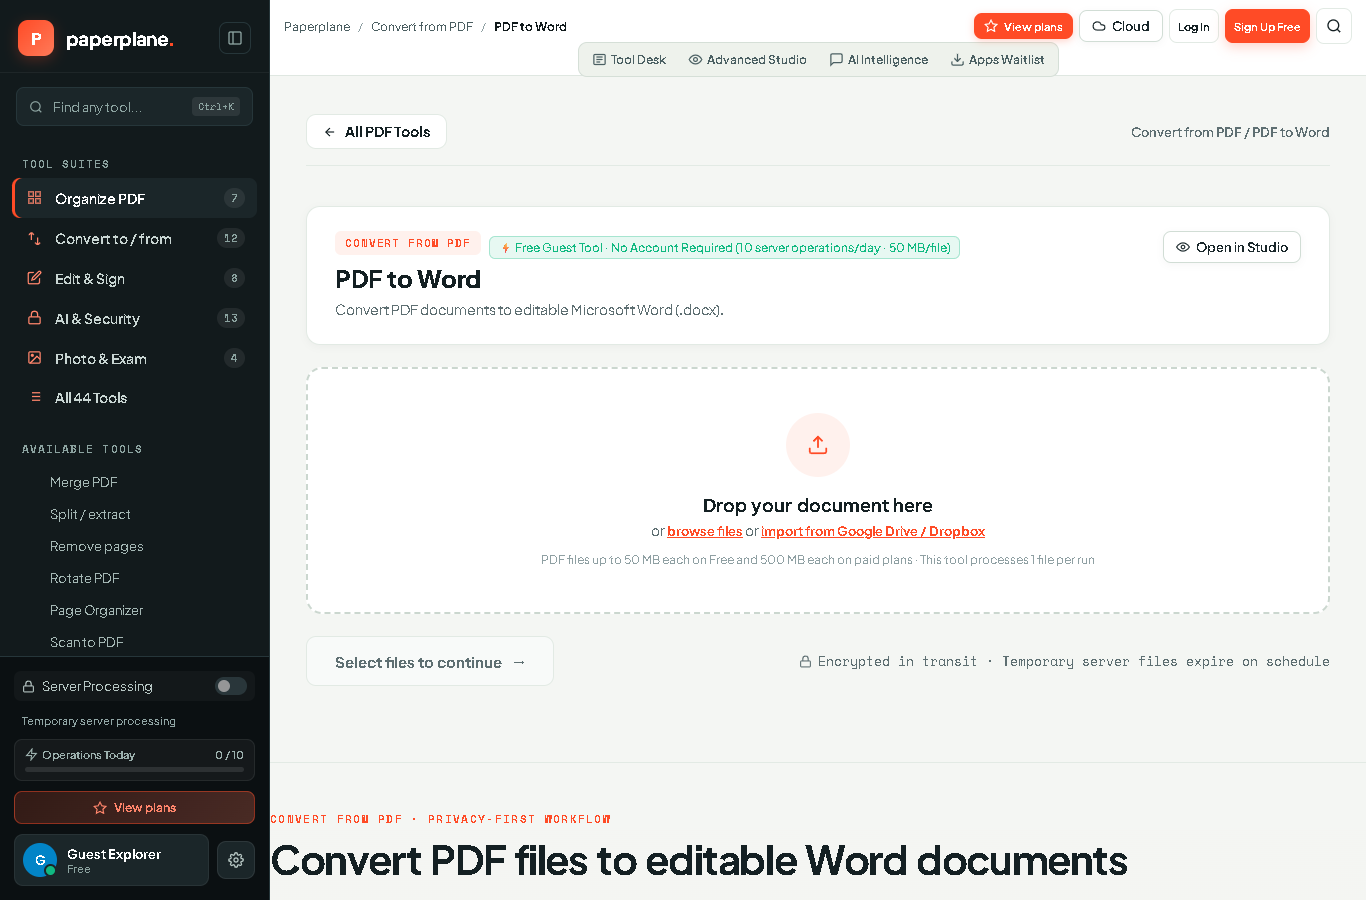 P paperplane.
Find any tool... Ctrl+K
TOOL SUITES
Organize PDF 7
Convert to / from 12
Edit & Sign 8
AI & Security 13
Photo & Exam 4
All 44 Tools
AVAILABLE TOOLS
Merge PDF
Split / extract
Remove pages
Rotate PDF
Page Organizer
Scan to PDF
Server Processing
Temporary server processing
Operations Today 0 / 10
View plans
G Guest Explorer
Free
Paperplane / Convert from PDF / PDF to Word
View plans
Cloud
Log In
Sign Up Free
Tool Desk
Advanced Studio
AI Intelligence
Apps Waitlist
← All PDF Tools
Convert from PDF / PDF to Word
CONVERT FROM PDF
Free Guest Tool · No Account Required (10 server operations/day · 50 MB/file)
Open in Studio
PDF to Word
Convert PDF documents to editable Microsoft Word (.docx).
Drop your document here
or browse files or import from Google Drive / Dropbox
PDF files up to 50 MB each on Free and 500 MB each on paid plans · This tool processes 1 file per run
Select files to continue →
Encrypted in transit · Temporary server files expire on schedule
CONVERT FROM PDF · PRIVACY-FIRST WORKFLOW
Convert PDF files to editable Word documents